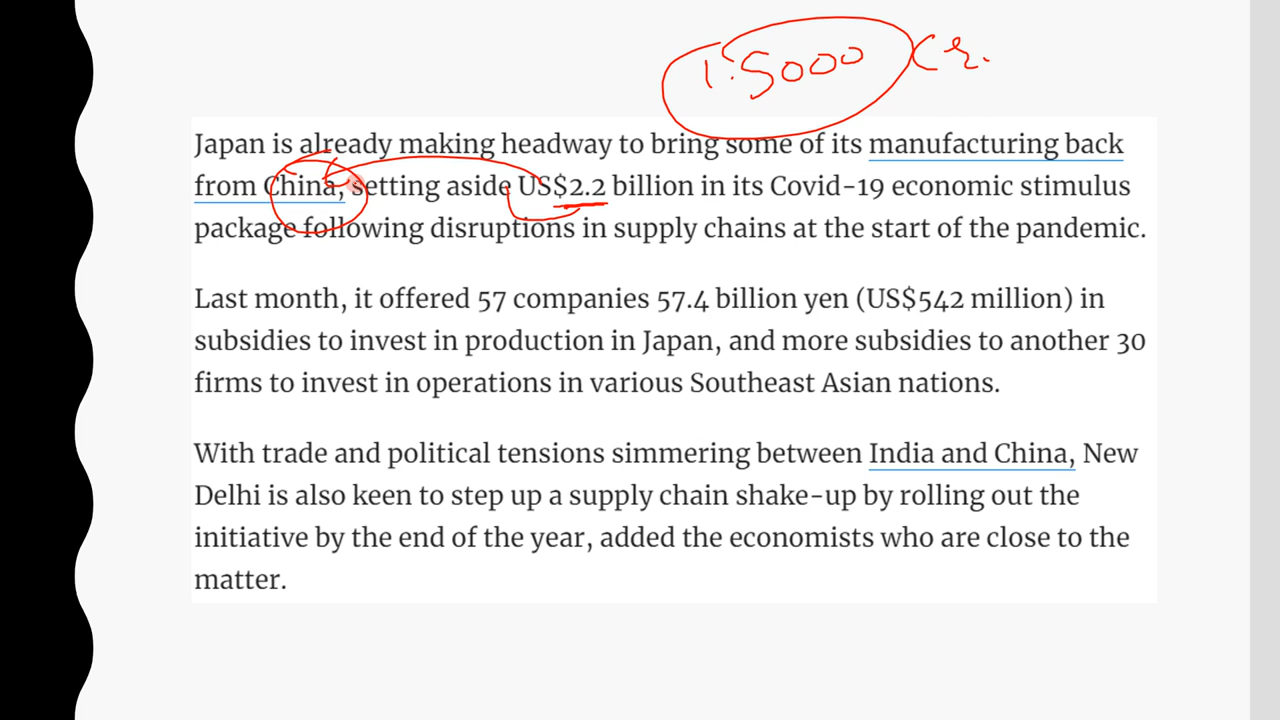 15000 Cr.
Japan is already making headway to bring some of its manufacturing back
from China, setting aside US$2.2 billion in its Covid-19 economic stimulus
package following disruptions in supply chains at the start of the pandemic.
Last month, it offered 57 companies 57.4 billion yen (US$542 million) in
subsidies to invest in production in Japan, and more subsidies to another 30
firms to invest in operations in various Southeast Asian nations.
With trade and political tensions simmering between India and China, New
Delhi is also keen to step up a supply chain shake-up by rolling out the
initiative by the end of the year, added the economists who are close to the
matter.